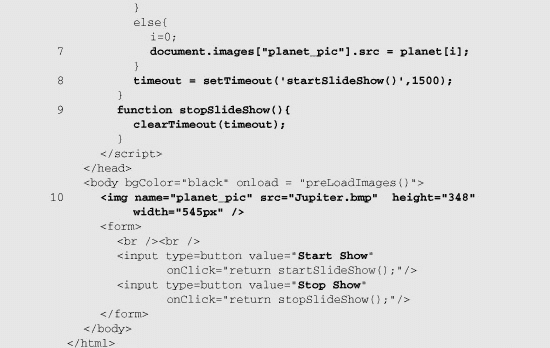 }
else{
i=0;
7 document.images["planet_pic"].src = planet[i];
}
8 timeout = setTimeout('startSlideShow()',1500);
}
9 function stopSlideShow(){
clearTimeout(timeout);
}
</script>
</head>
<body bgColor="black" onload = "preLoadImages()">
10 <img name="planet_pic" src="Jupiter.bmp" height="348"
width="545px" />
<form>
<br /><br />
<input type=button value="Start Show"
onClick="return startSlideShow();"/>
<input type=button value="Stop Show"
onClick="return stopSlideShow();"/>
</form>
</body>
</html>